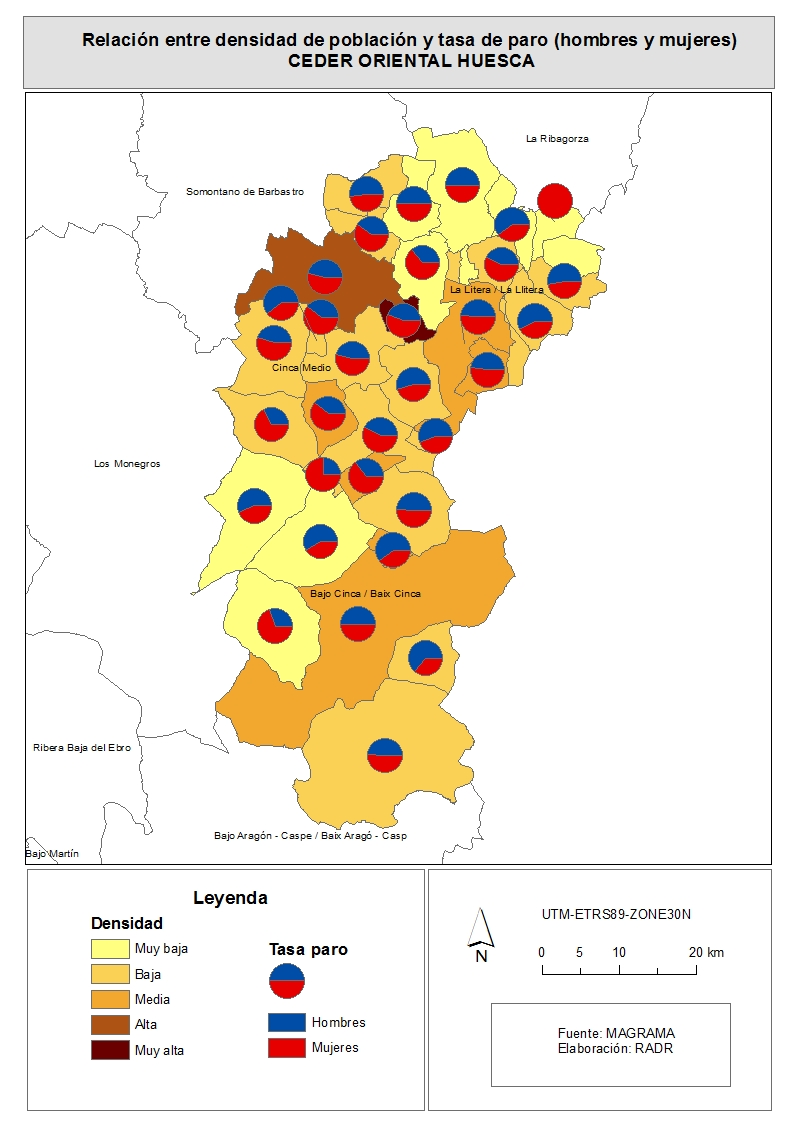 Relación entre densidad de población y tasa de paro (hombres y mujeres)
CEDER ORIENTAL HUESCA
La Ribagorza
Somontano de Barbastro
La Litera / La Llitera
Cinca Medio
Los Monegros
Bajo Cinca / Baix Cinca
Ribera Baja del Ebro
Bajo Aragón - Caspe / Baix Aragó - Casp
Bajo Martín
Leyenda
Densidad
Muy baja
Baja
Media
Alta
Muy alta
Tasa paro
Hombres
Mujeres
N
UTM-ETRS89-ZONE30N
0 5 10 20 km
Fuente: MAGRAMA
Elaboración: RADR